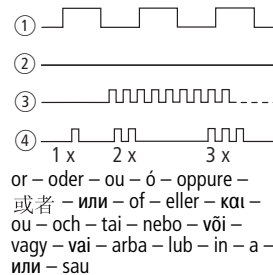 ①
②
③
④
1 x 2 x 3 x
or – oder – ou – ó – oppure –
或者 – или – of – eller – και –
ou – och – tai – nebo – või –
vagy – vai – arba – lub – in – a –
или – sau